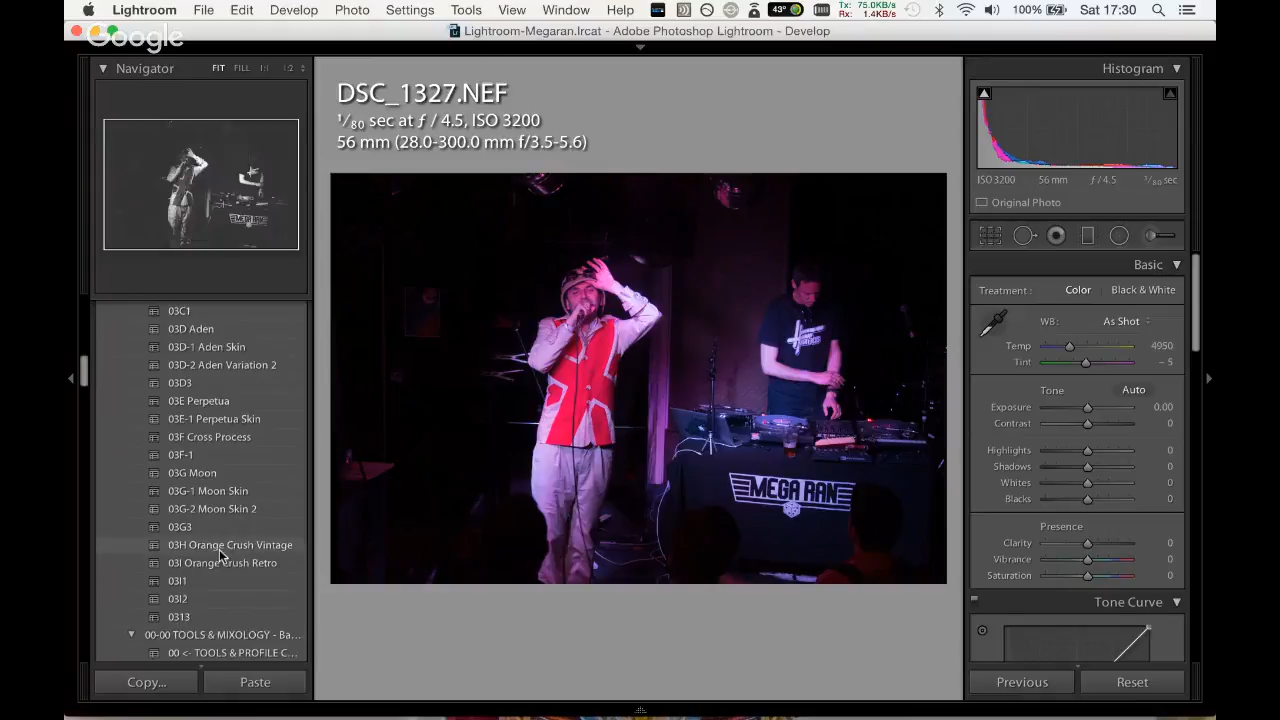 Lightroom File Edit Develop Photo Settings Tools View Window Help 43° Tx: 75.0KB/s Rx: 1.4KB/s 100% Sat 17:30
Google
Lightroom-Megaran.lrcat - Adobe Photoshop Lightroom - Develop
Navigator FIT FILL 1:1 1:2
03C1
03D Aden
03D-1 Aden Skin
03D-2 Aden Variation 2
03D3
03E Perpetua
03E-1 Perpetua Skin
03F Cross Process
03F-1
03G Moon
03G-1 Moon Skin
03G-2 Moon Skin 2
03G3
03H Orange Crush Vintage
03I Orange Crush Retro
03I1
03I2
0313
00-00 TOOLS & MIXOLOGY - Ba...
00 <- TOOLS & PROFILE C...
Copy... Paste
DSC_1327.NEF
1/80 sec at ƒ / 4.5, ISO 3200
56 mm (28.0-300.0 mm f/3.5-5.6)
MEGA RAN
Histogram
ISO 3200 56 mm ƒ / 4.5 1/80 sec
Original Photo
Basic
Treatment : Color Black & White
WB: As Shot
Temp 4950
Tint – 5
Tone Auto
Exposure 0.00
Contrast 0
Highlights 0
Shadows 0
Whites 0
Blacks 0
Presence
Clarity 0
Vibrance 0
Saturation 0
Tone Curve
Previous Reset